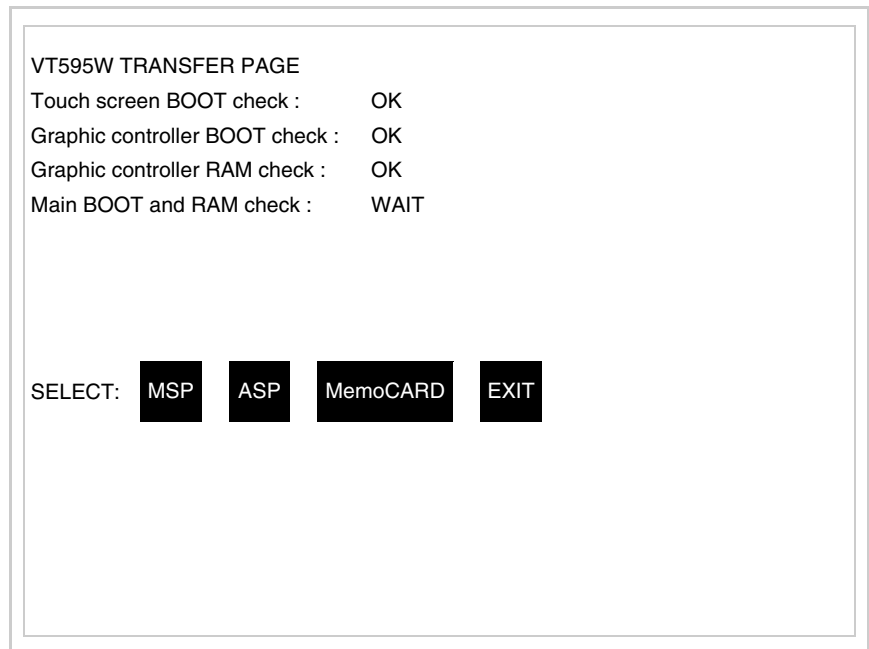 VT595W TRANSFER PAGE
Touch screen BOOT check : OK
Graphic controller BOOT check : OK
Graphic controller RAM check : OK
Main BOOT and RAM check : WAIT
SELECT: MSP ASP MemoCARD EXIT